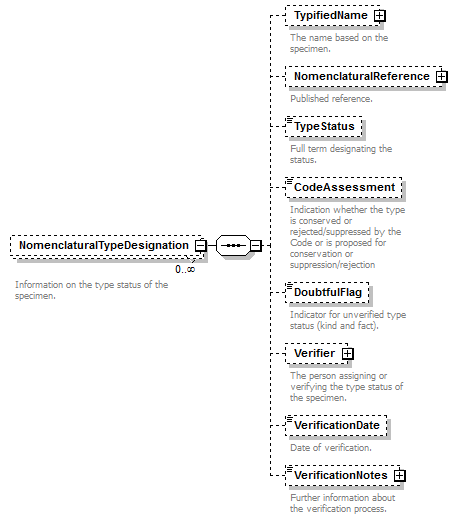 TypifiedName
The name based on the
specimen.
NomenclaturalReference
Published reference.
TypeStatus
Full term designating the
status.
CodeAssessment
Indication whether the type
is conserved or
rejected/suppressed by the
Code or is proposed for
conservation or
suppression/rejection
NomenclaturalTypeDesignation
0..∞
Information on the type status of the
specimen.
DoubtfulFlag
Indicator for unverified type
status (kind and fact).
Verifier
The person assigning or
verifying the type status of
the specimen.
VerificationDate
Date of verification.
VerificationNotes
Further information about
the verification process.